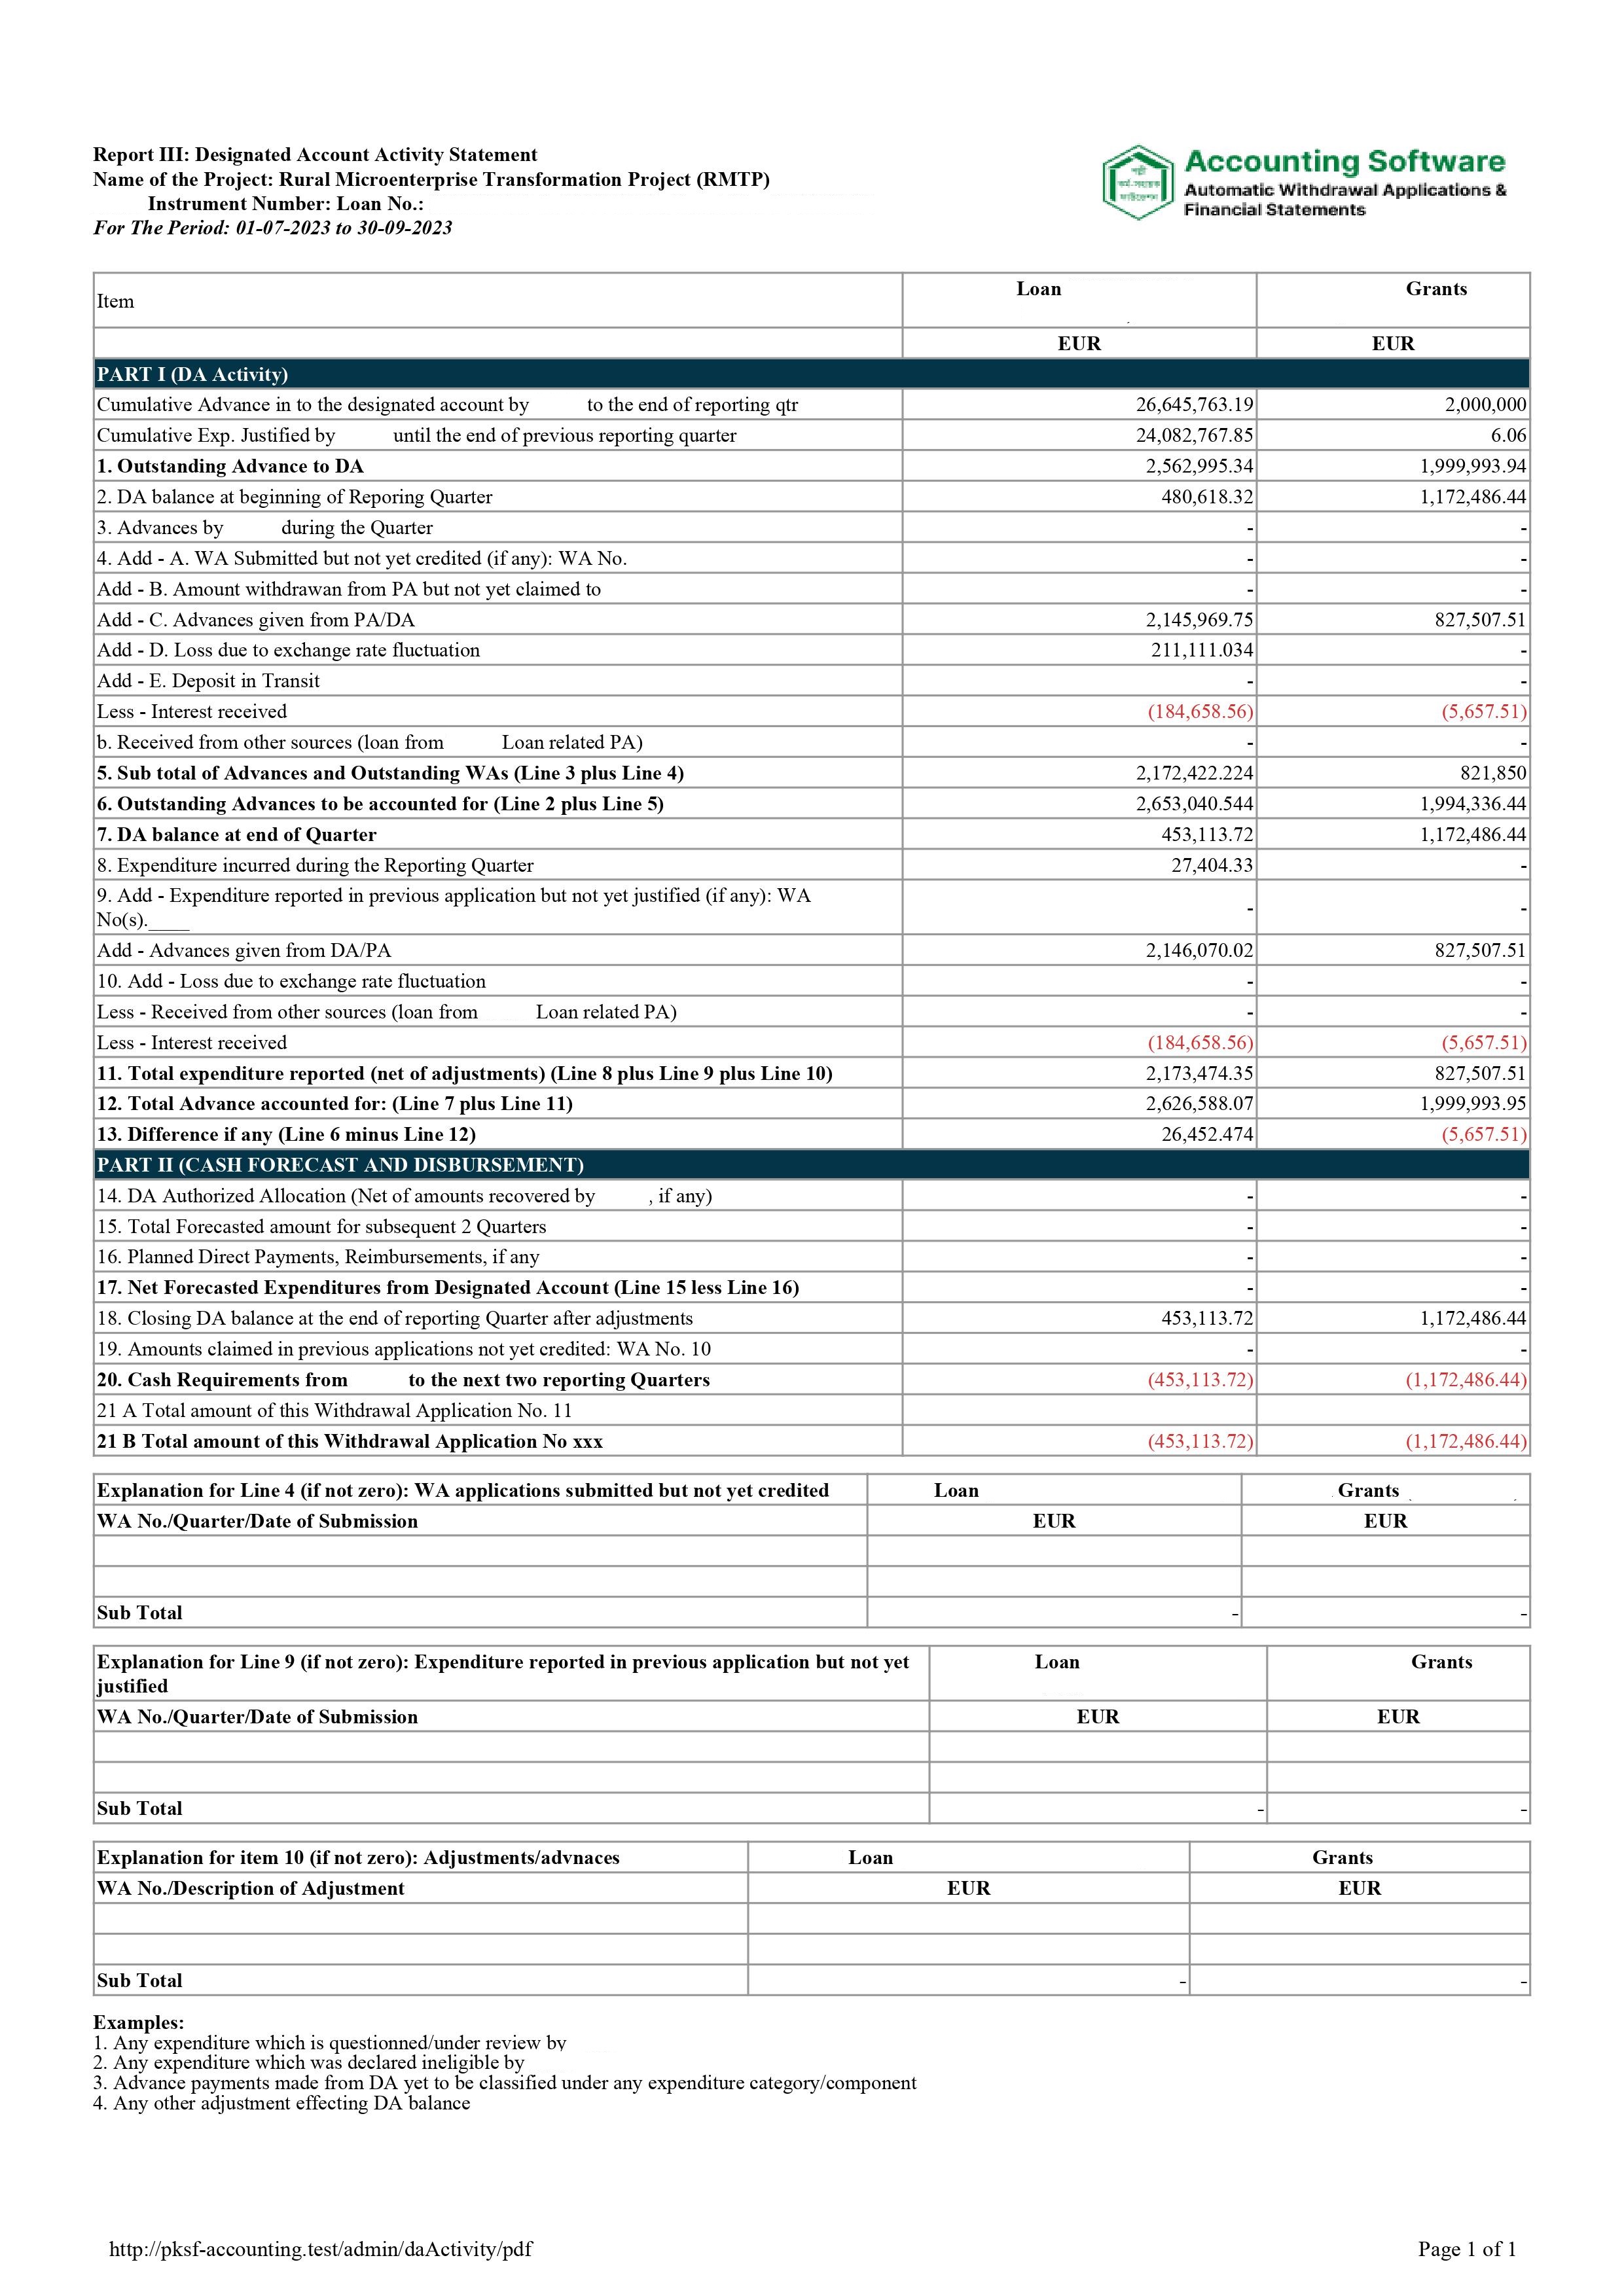 Report III: Designated Account Activity Statement
Name of the Project: Rural Microenterprise Transformation Project (RMTP)
Instrument Number: Loan No.:
For The Period: 01-07-2023 to 30-09-2023
পল্লী
কর্ম-সহায়ক
ফাউন্ডেশন
Accounting Software
Automatic Withdrawal Applications &
Financial Statements
Item Loan Grants
EUR EUR
PART I (DA Activity)
Cumulative Advance in to the designated account by to the end of reporting qtr 26,645,763.19 2,000,000
Cumulative Exp. Justified by until the end of previous reporting quarter 24,082,767.85 6.06
1. Outstanding Advance to DA 2,562,995.34 1,999,993.94
2. DA balance at beginning of Reporing Quarter 480,618.32 1,172,486.44
3. Advances by during the Quarter - -
4. Add - A. WA Submitted but not yet credited (if any): WA No. - -
Add - B. Amount withdrawan from PA but not yet claimed to - -
Add - C. Advances given from PA/DA 2,145,969.75 827,507.51
Add - D. Loss due to exchange rate fluctuation 211,111.034 -
Add - E. Deposit in Transit - -
Less - Interest received (184,658.56) (5,657.51)
b. Received from other sources (loan from Loan related PA) - -
5. Sub total of Advances and Outstanding WAs (Line 3 plus Line 4) 2,172,422.224 821,850
6. Outstanding Advances to be accounted for (Line 2 plus Line 5) 2,653,040.544 1,994,336.44
7. DA balance at end of Quarter 453,113.72 1,172,486.44
8. Expenditure incurred during the Reporting Quarter 27,404.33 -
9. Add - Expenditure reported in previous application but not yet justified (if any): WA
No(s).____ - -
Add - Advances given from DA/PA 2,146,070.02 827,507.51
10. Add - Loss due to exchange rate fluctuation - -
Less - Received from other sources (loan from Loan related PA) - -
Less - Interest received (184,658.56) (5,657.51)
11. Total expenditure reported (net of adjustments) (Line 8 plus Line 9 plus Line 10) 2,173,474.35 827,507.51
12. Total Advance accounted for: (Line 7 plus Line 11) 2,626,588.07 1,999,993.95
13. Difference if any (Line 6 minus Line 12) 26,452.474 (5,657.51)
PART II (CASH FORECAST AND DISBURSEMENT)
14. DA Authorized Allocation (Net of amounts recovered by , if any) - -
15. Total Forecasted amount for subsequent 2 Quarters - -
16. Planned Direct Payments, Reimbursements, if any - -
17. Net Forecasted Expenditures from Designated Account (Line 15 less Line 16) - -
18. Closing DA balance at the end of reporting Quarter after adjustments 453,113.72 1,172,486.44
19. Amounts claimed in previous applications not yet credited: WA No. 10 - -
20. Cash Requirements from to the next two reporting Quarters (453,113.72) (1,172,486.44)
21 A Total amount of this Withdrawal Application No. 11
21 B Total amount of this Withdrawal Application No xxx (453,113.72) (1,172,486.44)
Explanation for Line 4 (if not zero): WA applications submitted but not yet credited Loan Grants
WA No./Quarter/Date of Submission EUR EUR
Sub Total - -
Explanation for Line 9 (if not zero): Expenditure reported in previous application but not yet Loan Grants
justified
WA No./Quarter/Date of Submission EUR EUR
Sub Total - -
Explanation for item 10 (if not zero): Adjustments/advnaces Loan Grants
WA No./Description of Adjustment EUR EUR
Sub Total - -
Examples:
1. Any expenditure which is questionned/under review by
2. Any expenditure which was declared ineligible by
3. Advance payments made from DA yet to be classified under any expenditure category/component
4. Any other adjustment effecting DA balance
http://pksf-accounting.test/admin/daActivity/pdf Page 1 of 1